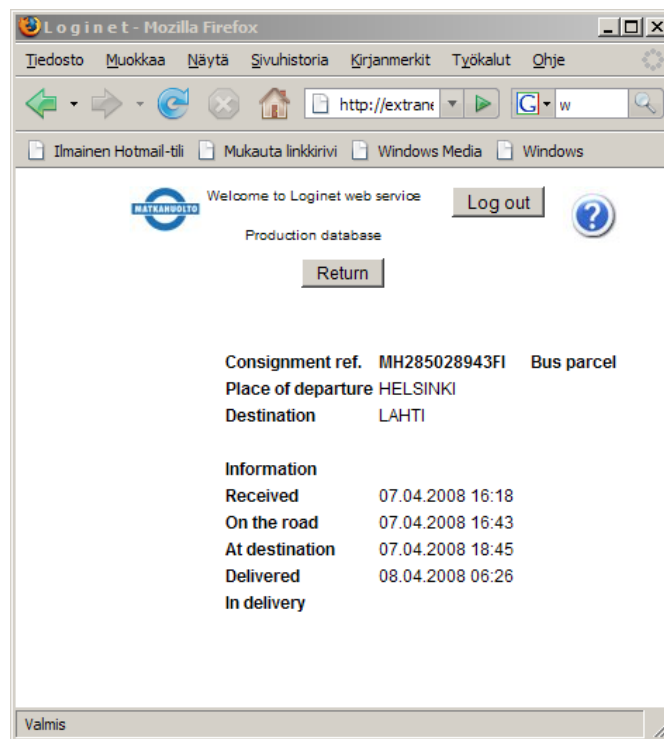 L o g i n e t - Mozilla Firefox
Tiedosto Muokkaa Näytä Sivuhistoria Kirjanmerkit Työkalut Ohje
http://extrane G w
Ilmainen Hotmail-tili Mukauta linkkirivi Windows Media Windows
MATKAHUOLTO Welcome to Loginet web service Log out ?
Production database
Return
Consignment ref. MH285028943FI Bus parcel
Place of departure HELSINKI
Destination LAHTI
Information
Received 07.04.2008 16:18
On the road 07.04.2008 16:43
At destination 07.04.2008 18:45
Delivered 08.04.2008 06:26
In delivery
Valmis